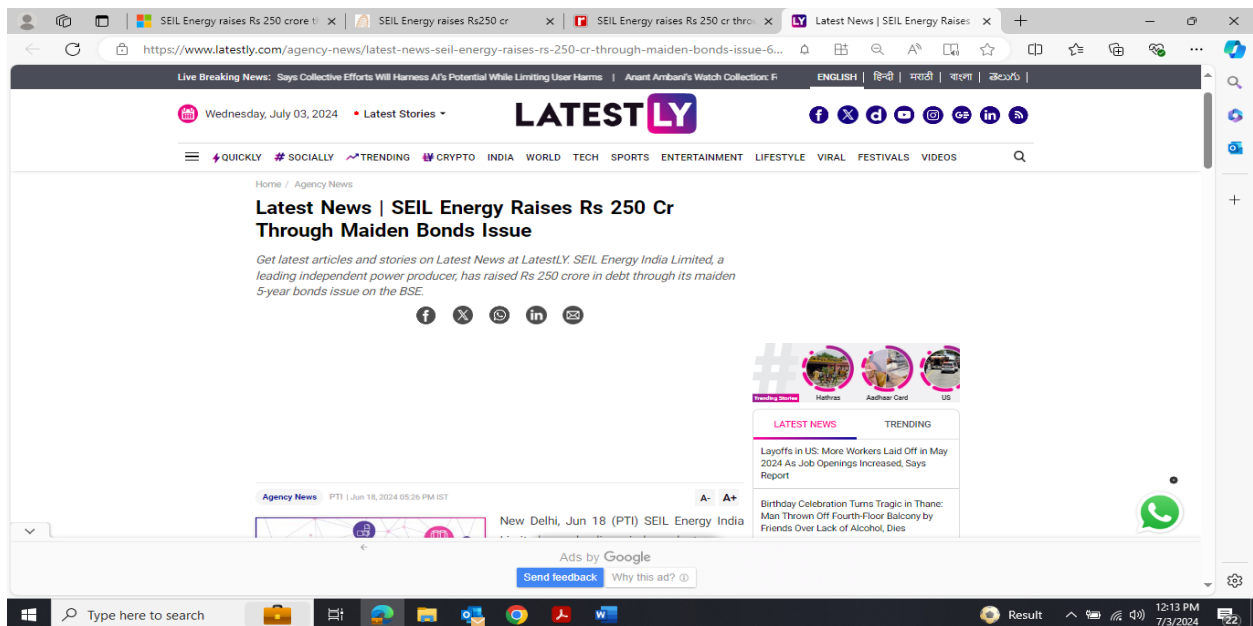 SEIL Energy raises Rs 250 crore th
SEIL Energy raises Rs250 cr
SEIL Energy raises Rs 250 cr throu
Latest News | SEIL Energy Raises
https://www.latestly.com/agency-news/latest-news-seil-energy-raises-rs-250-cr-through-maiden-bonds-issue-6...
Live Breaking News: Says Collective Efforts Will Harness AI's Potential While Limiting User Harms | Anant Ambani's Watch Collection: F
ENGLISH | हिन्दी | मराठी | বাংলা | తెలుగు |
Wednesday, July 03, 2024 • Latest Stories
LATESTLY
QUICKLY # SOCIALLY TRENDING CRYPTO INDIA WORLD TECH SPORTS ENTERTAINMENT LIFESTYLE VIRAL FESTIVALS VIDEOS
Home / Agency News
Latest News | SEIL Energy Raises Rs 250 Cr
Through Maiden Bonds Issue
Get latest articles and stories on Latest News at LatestLY. SEIL Energy India Limited, a
leading independent power producer, has raised Rs 250 crore in debt through its maiden
5-year bonds issue on the BSE.
Trending Stories
Hathras Aadhaar Card US
LATEST NEWS TRENDING
Layoffs in US: More Workers Laid Off in May
2024 As Job Openings Increased, Says
Report
Agency News PTI | Jun 18, 2024 05:26 PM IST
A- A+
Birthday Celebration Turns Tragic in Thane:
Man Thrown Off Fourth-Floor Balcony by
Friends Over Lack of Alcohol, Dies
New Delhi, Jun 18 (PTI) SEIL Energy India
Ads by Google
Send feedback Why this ad?
Type here to search
Result
12:13 PM
7/3/2024
22